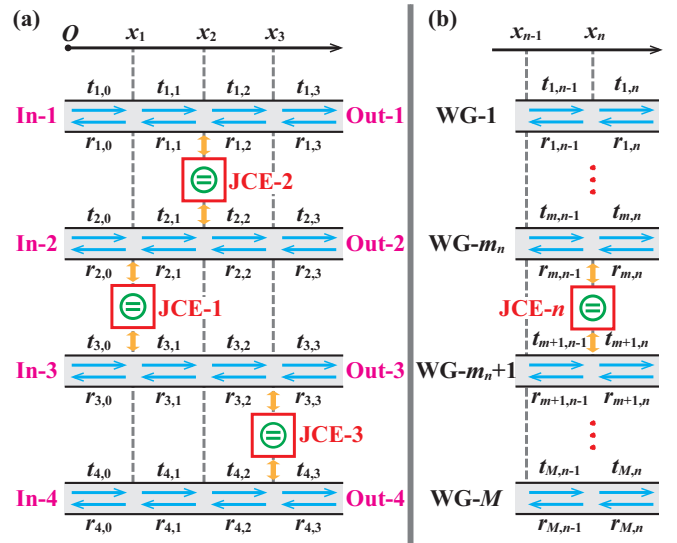 (a)
O x₁ x₂ x₃
t₁,₀ t₁,₁ t₁,₂ t₁,₃
In-1 Out-1
r₁,₀ r₁,₁ r₁,₂ r₁,₃
JCE-2
t₂,₀ t₂,₁ t₂,₂ t₂,₃
In-2 Out-2
r₂,₀ r₂,₁ r₂,₂ r₂,₃
JCE-1
t₃,₀ t₃,₁ t₃,₂ t₃,₃
In-3 Out-3
r₃,₀ r₃,₁ r₃,₂ r₃,₃
JCE-3
t₄,₀ t₄,₁ t₄,₂ t₄,₃
In-4 Out-4
r₄,₀ r₄,₁ r₄,₂ r₄,₃
(b)
xₙ₋₁ xₙ
t₁,ₙ₋₁ t₁,ₙ
WG-1
r₁,ₙ₋₁ r₁,ₙ
tₘ,ₙ₋₁ tₘ,ₙ
WG-mₙ
rₘ,ₙ₋₁ rₘ,ₙ
JCE-n
tₘ₊₁,ₙ₋₁ tₘ₊₁,ₙ
WG-mₙ+1
rₘ₊₁,ₙ₋₁ rₘ₊₁,ₙ
t_M,ₙ₋₁ t_M,ₙ
WG-M
r_M,ₙ₋₁ r_M,ₙ